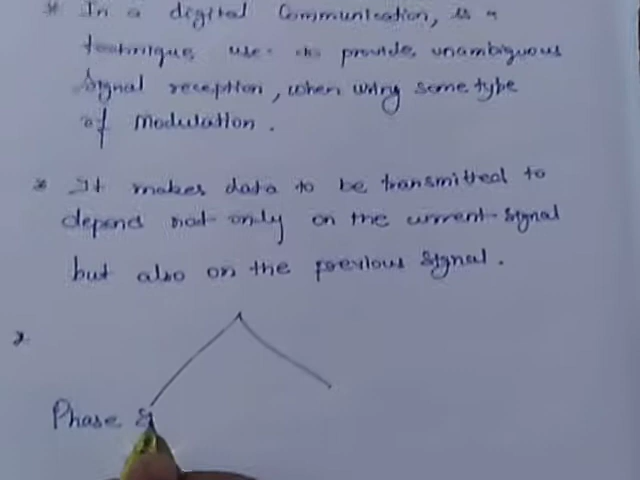 * In a digital Communication, is a
technique use to provide unambiguous
Signal reception, when using some type
of Modulation.
* It makes data to be transmitted to
depend not only on the current signal
but also on the previous signal.
*
Phase